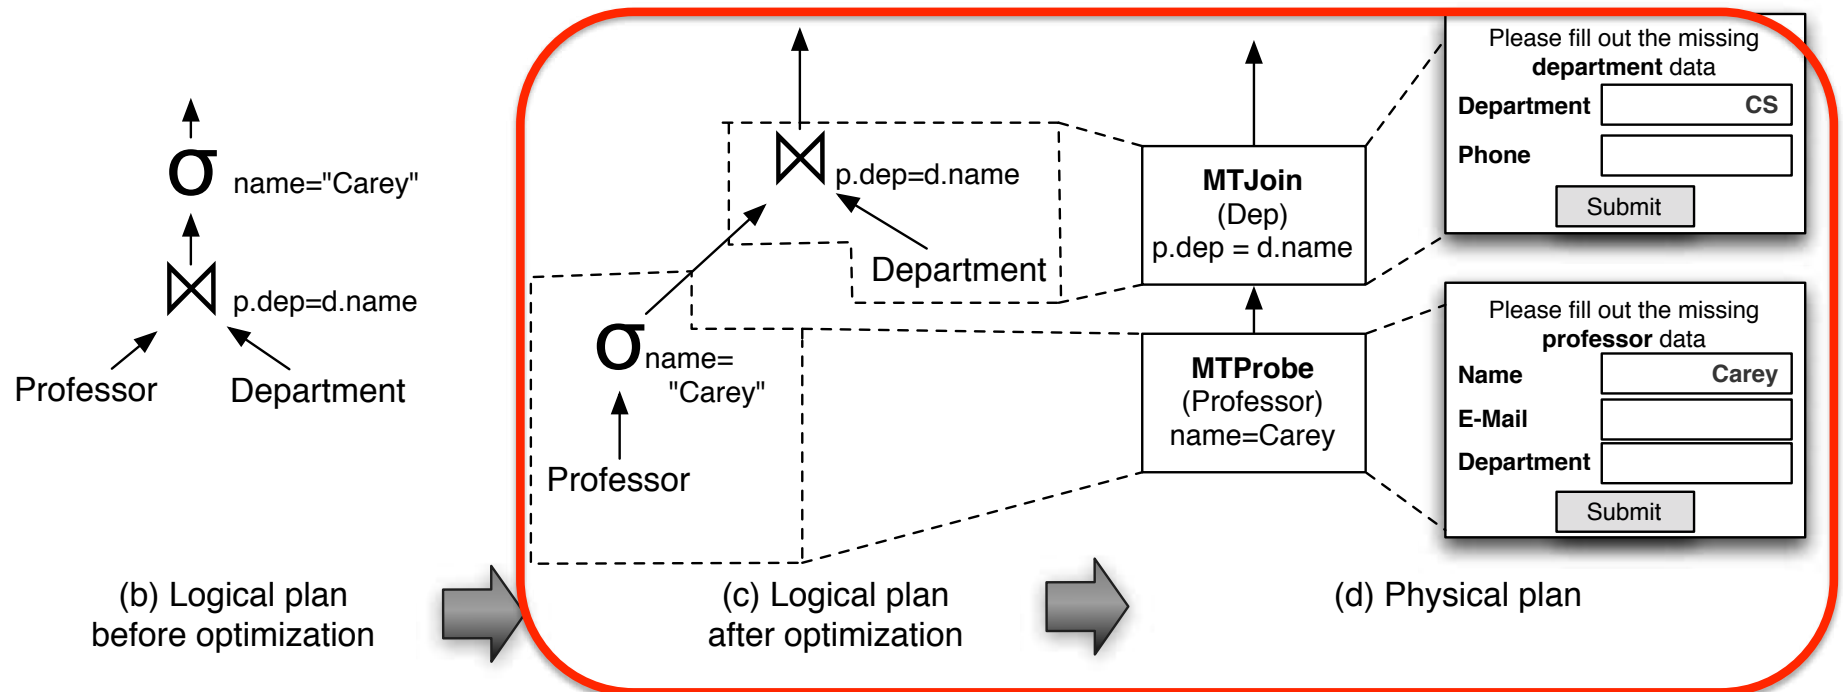 σ name="Carey"
⋈ p.dep=d.name
Professor Department
(b) Logical plan
before optimization
⋈ p.dep=d.name
Department
σ name=
"Carey"
Professor
(c) Logical plan
after optimization
MTJoin
(Dep)
p.dep = d.name
MTProbe
(Professor)
name=Carey
(d) Physical plan
Please fill out the missing
department data
Department CS
Phone
Submit
Please fill out the missing
professor data
Name Carey
E-Mail
Department
Submit